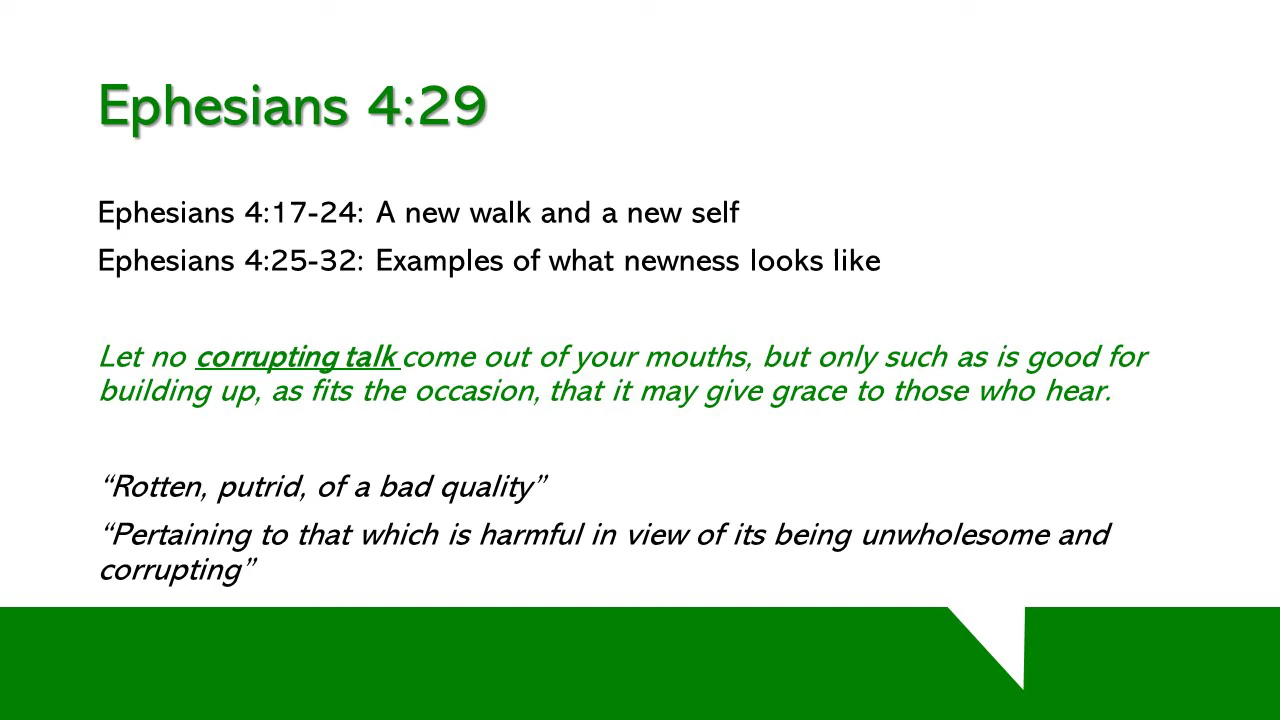 Ephesians 4:29
Ephesians 4:17-24: A new walk and a new self
Ephesians 4:25-32: Examples of what newness looks like
Let no corrupting talk come out of your mouths, but only such as is good for
building up, as fits the occasion, that it may give grace to those who hear.
“Rotten, putrid, of a bad quality”
“Pertaining to that which is harmful in view of its being unwholesome and
corrupting”